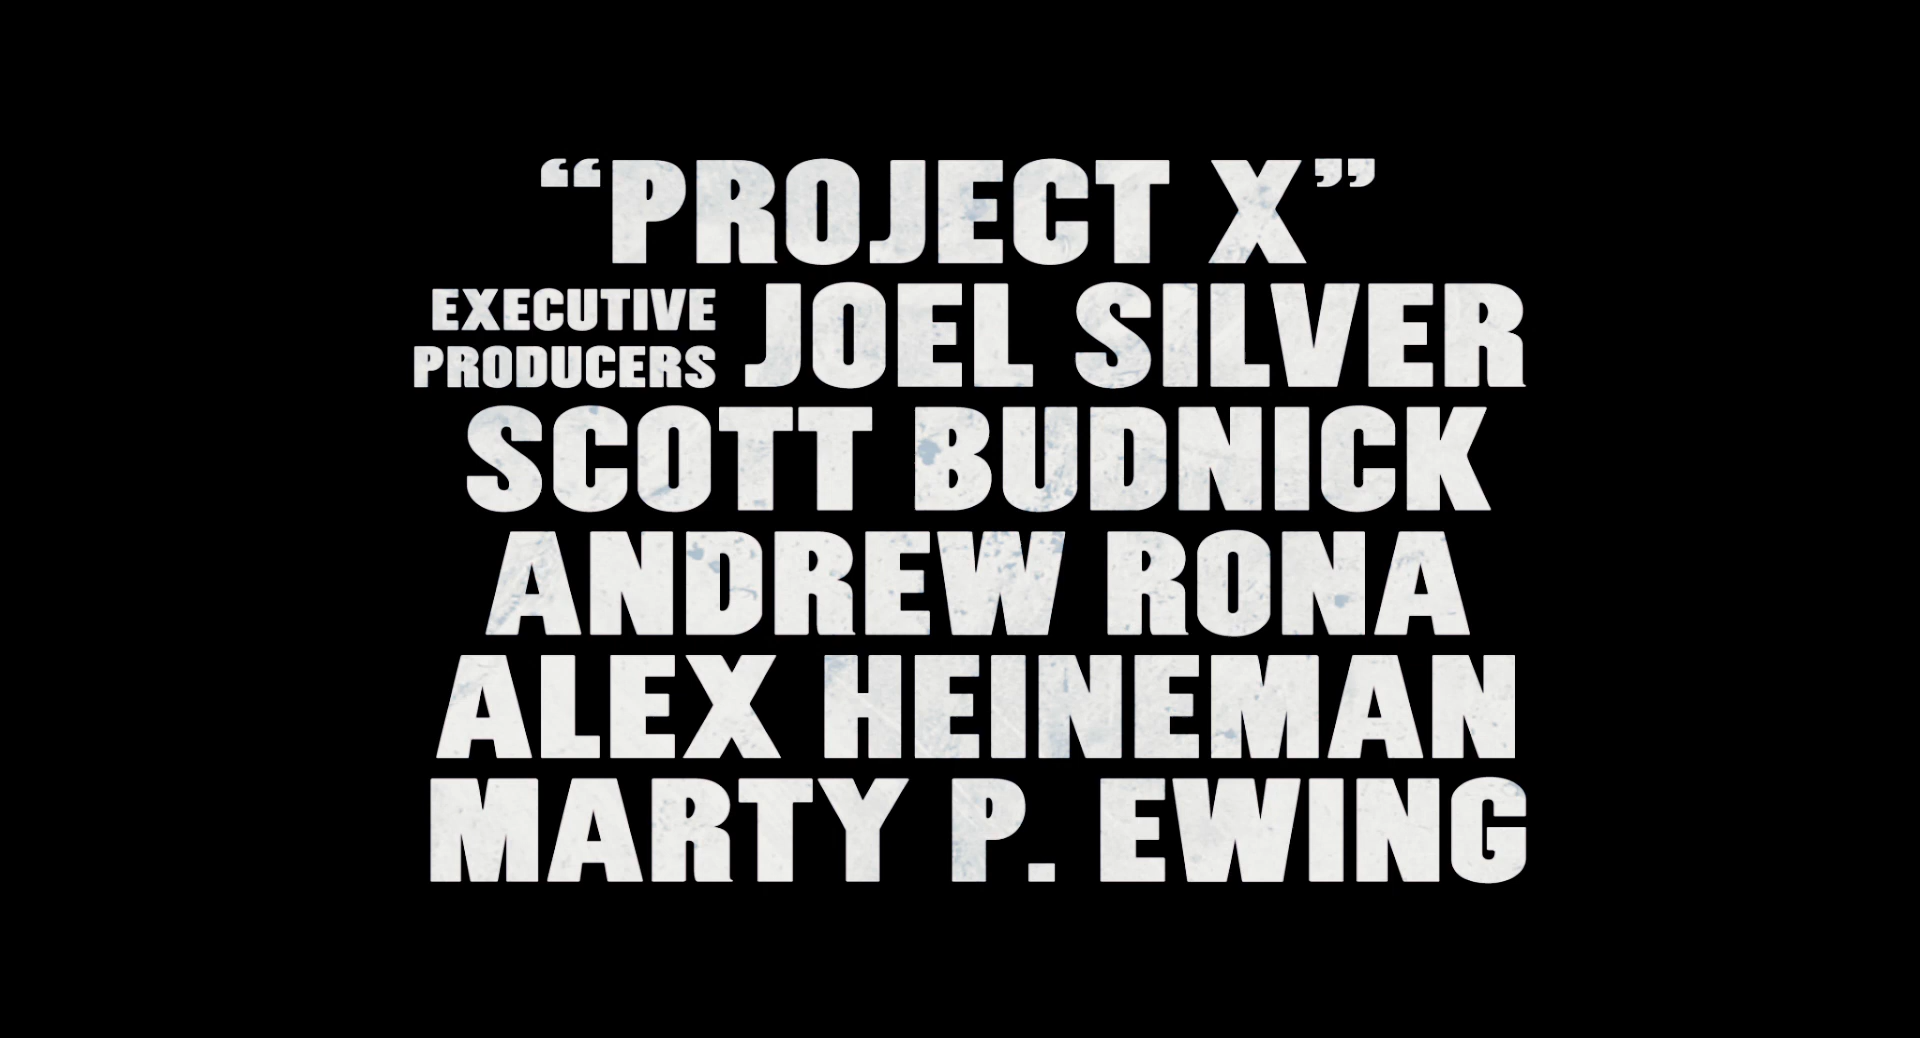 “PROJECT X”
EXECUTIVE
PRODUCERS JOEL SILVER
SCOTT BUDNICK
ANDREW RONA
ALEX HEINEMAN
MARTY P. EWING